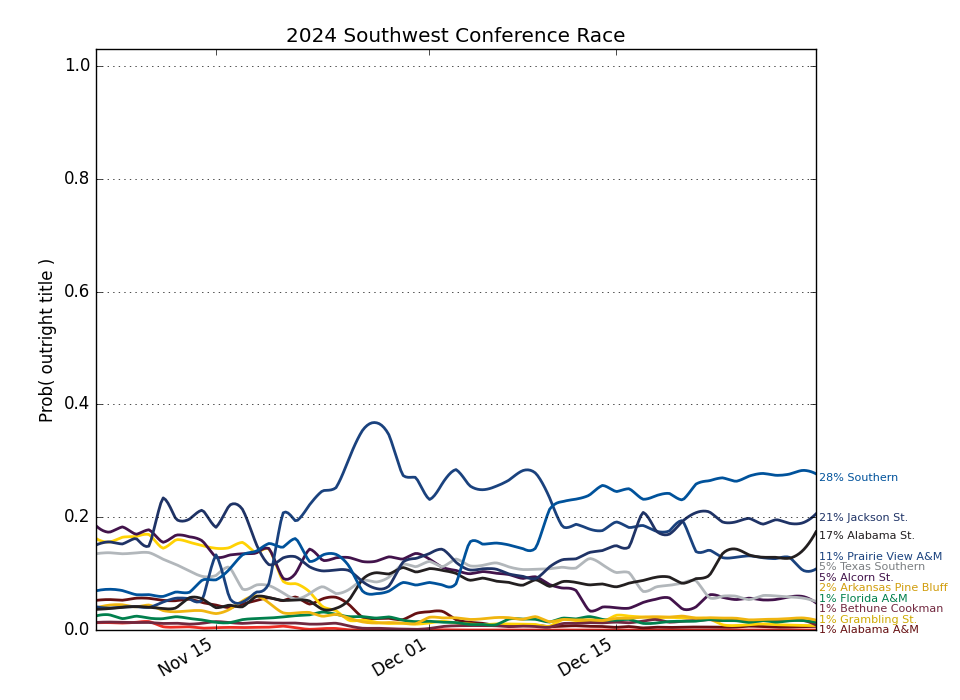 2024 Southwest Conference Race
1.0
0.8
0.6
0.4
0.2
0.0
Prob( outright title )
Nov 15
Dec 01
Dec 15
28% Southern
21% Jackson St.
17% Alabama St.
11% Prairie View A&M
5% Texas Southern
5% Alcorn St.
2% Arkansas Pine Bluff
1% Florida A&M
1% Bethune Cookman
1% Grambling St.
1% Alabama A&M